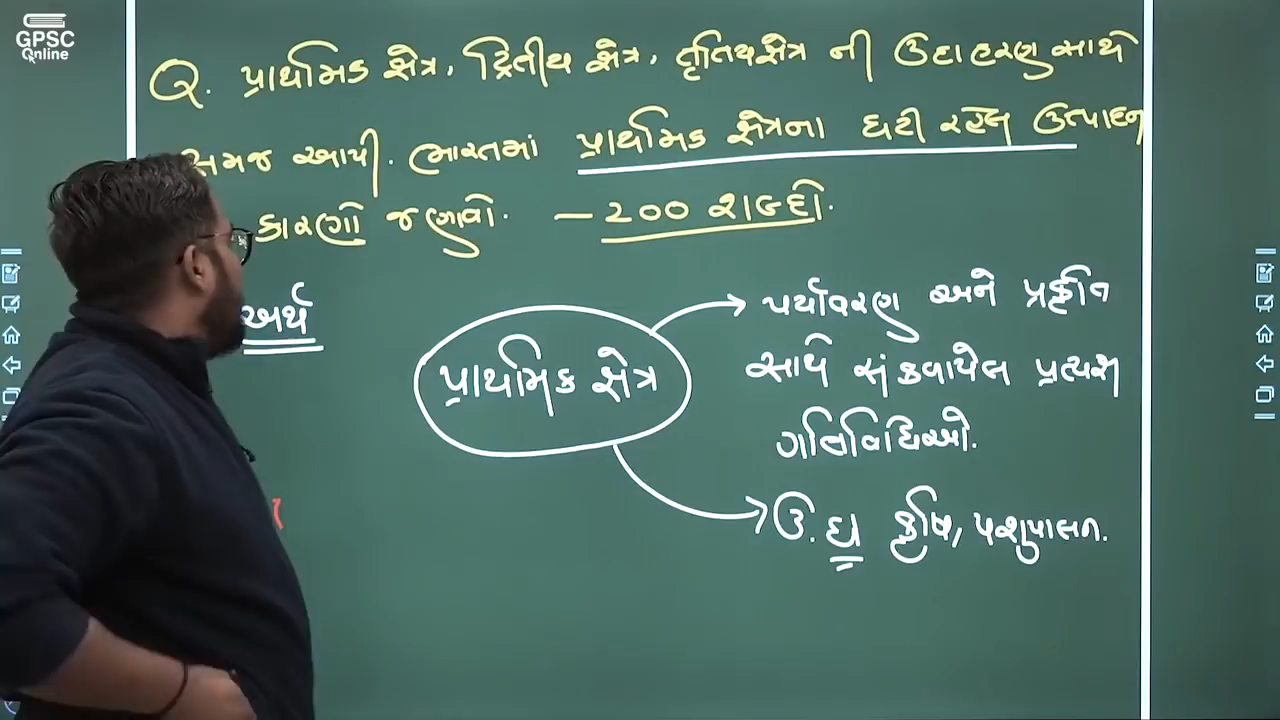 GPSC
Online
Q. પ્રાથમિક ક્ષેત્ર, દ્રિતીય ક્ષેત્ર, તૃતિયક્ષેત્ર ની ઉદાહરણ સાથે
સમજ આપી. ભારતમાં પ્રાથમિક ક્ષેત્રના ઘટી રહેલ ઉત્પાદન
કારણો જણાવો. – ૨૦૦ શબ્દો.
અર્થ
પ્રાથમિક ક્ષેત્ર
પર્યાવરણ અને પ્રકૃતિ
સાથે સંકળાયેલ પ્રત્યક્ષ
ગતિવિધિઓ.
ઉ.દા કૃષિ, પશુપાલન.